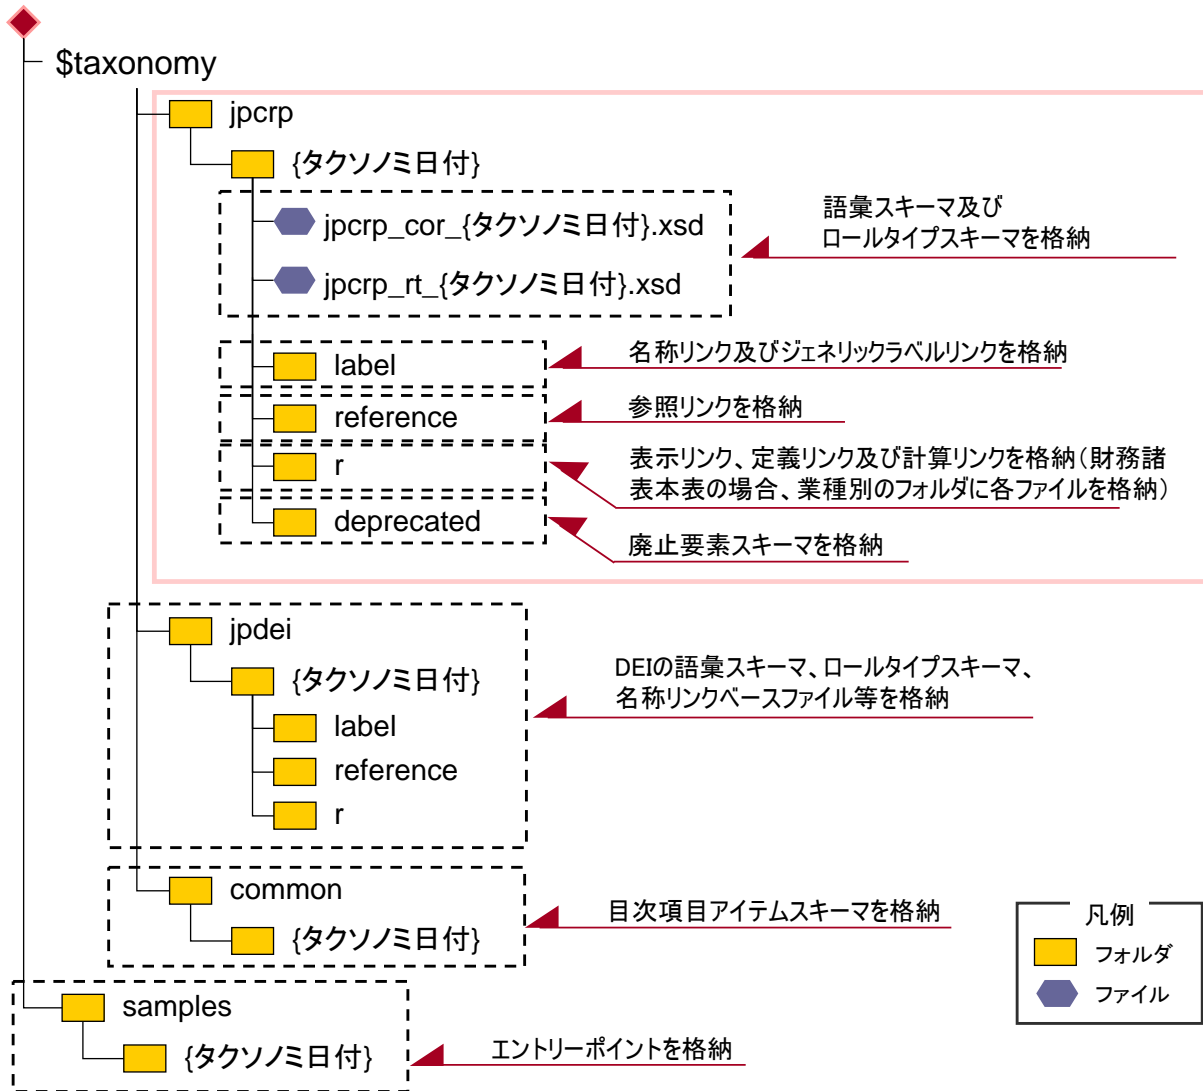 $taxonomy
jpcrp
{タクソノミ日付}
jpcrp_cor_{タクソノミ日付}.xsd
jpcrp_rt_{タクソノミ日付}.xsd
語彙スキーマ及び
ロールタイプスキーマを格納
label
名称リンク及びジェネリックラベルリンクを格納
reference
参照リンクを格納
r
表示リンク、定義リンク及び計算リンクを格納(財務諸
表本表の場合、業種別のフォルダに各ファイルを格納)
deprecated
廃止要素スキーマを格納
jpdei
{タクソノミ日付}
label
reference
r
DEIの語彙スキーマ、ロールタイプスキーマ、
名称リンクベースファイル等を格納
common
{タクソノミ日付}
目次項目アイテムスキーマを格納
samples
{タクソノミ日付}
エントリーポイントを格納
凡例
フォルダ
ファイル